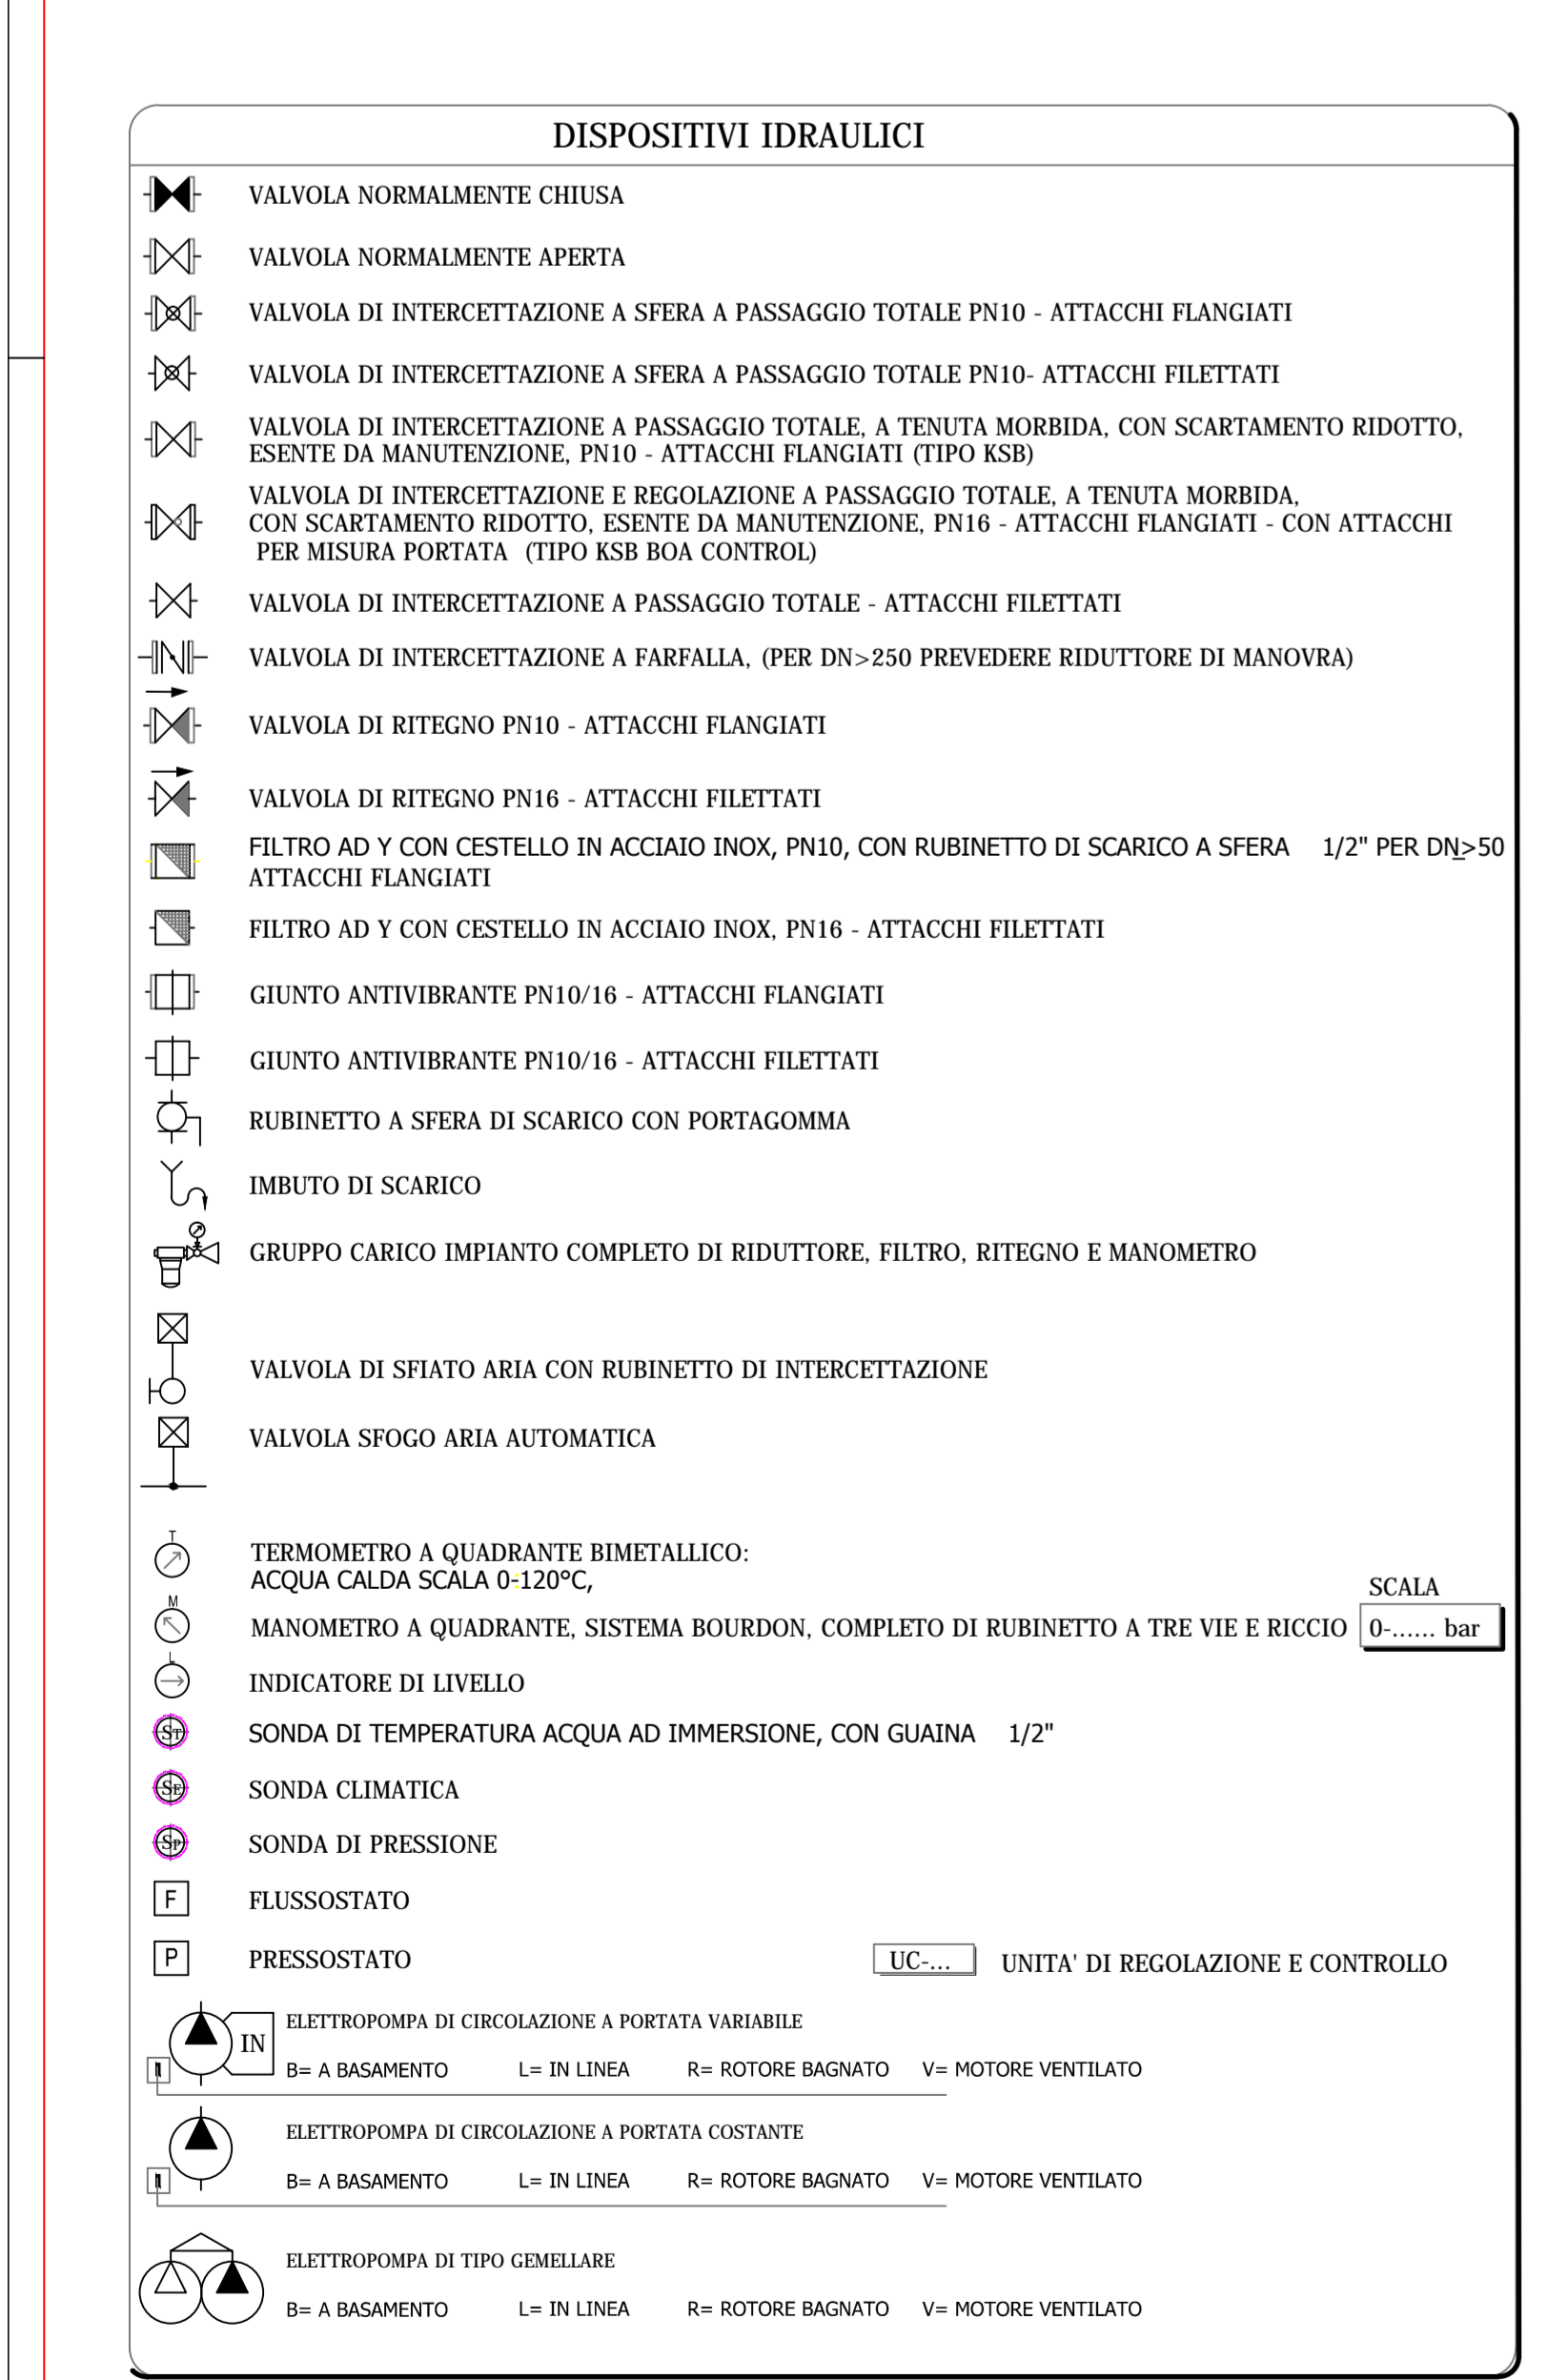 DISPOSITIVI IDRAULICI
VALVOLA NORMALMENTE CHIUSA
VALVOLA NORMALMENTE APERTA
VALVOLA DI INTERCETTAZIONE A SFERA A PASSAGGIO TOTALE PN10 - ATTACCHI FLANGIATI
VALVOLA DI INTERCETTAZIONE A SFERA A PASSAGGIO TOTALE PN10- ATTACCHI FILETTATI
VALVOLA DI INTERCETTAZIONE A PASSAGGIO TOTALE, A TENUTA MORBIDA, CON SCARTAMENTO RIDOTTO,
ESENTE DA MANUTENZIONE, PN10 - ATTACCHI FLANGIATI (TIPO KSB)
VALVOLA DI INTERCETTAZIONE E REGOLAZIONE A PASSAGGIO TOTALE, A TENUTA MORBIDA,
CON SCARTAMENTO RIDOTTO, ESENTE DA MANUTENZIONE, PN16 - ATTACCHI FLANGIATI - CON ATTACCHI
PER MISURA PORTATA (TIPO KSB BOA CONTROL)
VALVOLA DI INTERCETTAZIONE A PASSAGGIO TOTALE - ATTACCHI FILETTATI
VALVOLA DI INTERCETTAZIONE A FARFALLA, (PER DN>250 PREVEDERE RIDUTTORE DI MANOVRA)
VALVOLA DI RITEGNO PN10 - ATTACCHI FLANGIATI
VALVOLA DI RITEGNO PN16 - ATTACCHI FILETTATI
FILTRO AD Y CON CESTELLO IN ACCIAIO INOX, PN10, CON RUBINETTO DI SCARICO A SFERA 1/2" PER DN_>50
ATTACCHI FLANGIATI
FILTRO AD Y CON CESTELLO IN ACCIAIO INOX, PN16 - ATTACCHI FILETTATI
GIUNTO ANTIVIBRANTE PN10/16 - ATTACCHI FLANGIATI
GIUNTO ANTIVIBRANTE PN10/16 - ATTACCHI FILETTATI
RUBINETTO A SFERA DI SCARICO CON PORTAGOMMA
IMBUTO DI SCARICO
GRUPPO CARICO IMPIANTO COMPLETO DI RIDUTTORE, FILTRO, RITEGNO E MANOMETRO
VALVOLA DI SFIATO ARIA CON RUBINETTO DI INTERCETTAZIONE
VALVOLA SFOGO ARIA AUTOMATICA
T
TERMOMETRO A QUADRANTE BIMETALLICO:
ACQUA CALDA SCALA 0-120°C,
SCALA
M
MANOMETRO A QUADRANTE, SISTEMA BOURDON, COMPLETO DI RUBINETTO A TRE VIE E RICCIO 0-...... bar
L
INDICATORE DI LIVELLO
ST SONDA DI TEMPERATURA ACQUA AD IMMERSIONE, CON GUAINA 1/2"
SE SONDA CLIMATICA
SP SONDA DI PRESSIONE
F FLUSSOSTATO
P PRESSOSTATO UC-... UNITA' DI REGOLAZIONE E CONTROLLO
ELETTROPOMPA DI CIRCOLAZIONE A PORTATA VARIABILE
IN
B= A BASAMENTO L= IN LINEA R= ROTORE BAGNATO V= MOTORE VENTILATO
ELETTROPOMPA DI CIRCOLAZIONE A PORTATA COSTANTE
B= A BASAMENTO L= IN LINEA R= ROTORE BAGNATO V= MOTORE VENTILATO
ELETTROPOMPA DI TIPO GEMELLARE
B= A BASAMENTO L= IN LINEA R= ROTORE BAGNATO V= MOTORE VENTILATO